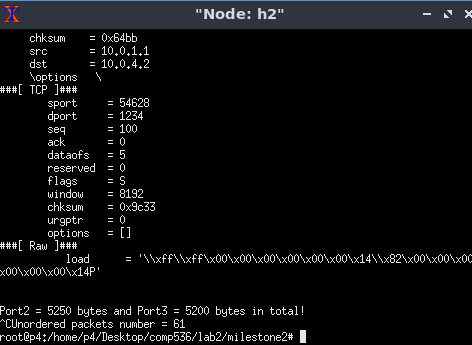 "Node: h2"
chksum = 0x64bb
src = 10.0.1.1
dst = 10.0.4.2
\options \
###[ TCP ]###
sport = 54628
dport = 1234
seq = 100
ack = 0
dataofs = 5
reserved = 0
flags = S
window = 8192
chksum = 0x9c33
urgptr = 0
options = []
###[ Raw ]###
load = '\\xff\\xff\x00\x00\x00\x00\x00\x00\x14\\x82\x00\x00\x00\
x00\x00\x00\x14P'
Port2 = 5250 bytes and Port3 = 5200 bytes in total!
^CUnordered packets number = 61
root@p4:/home/p4/Desktop/comp536/lab2/milestone2#